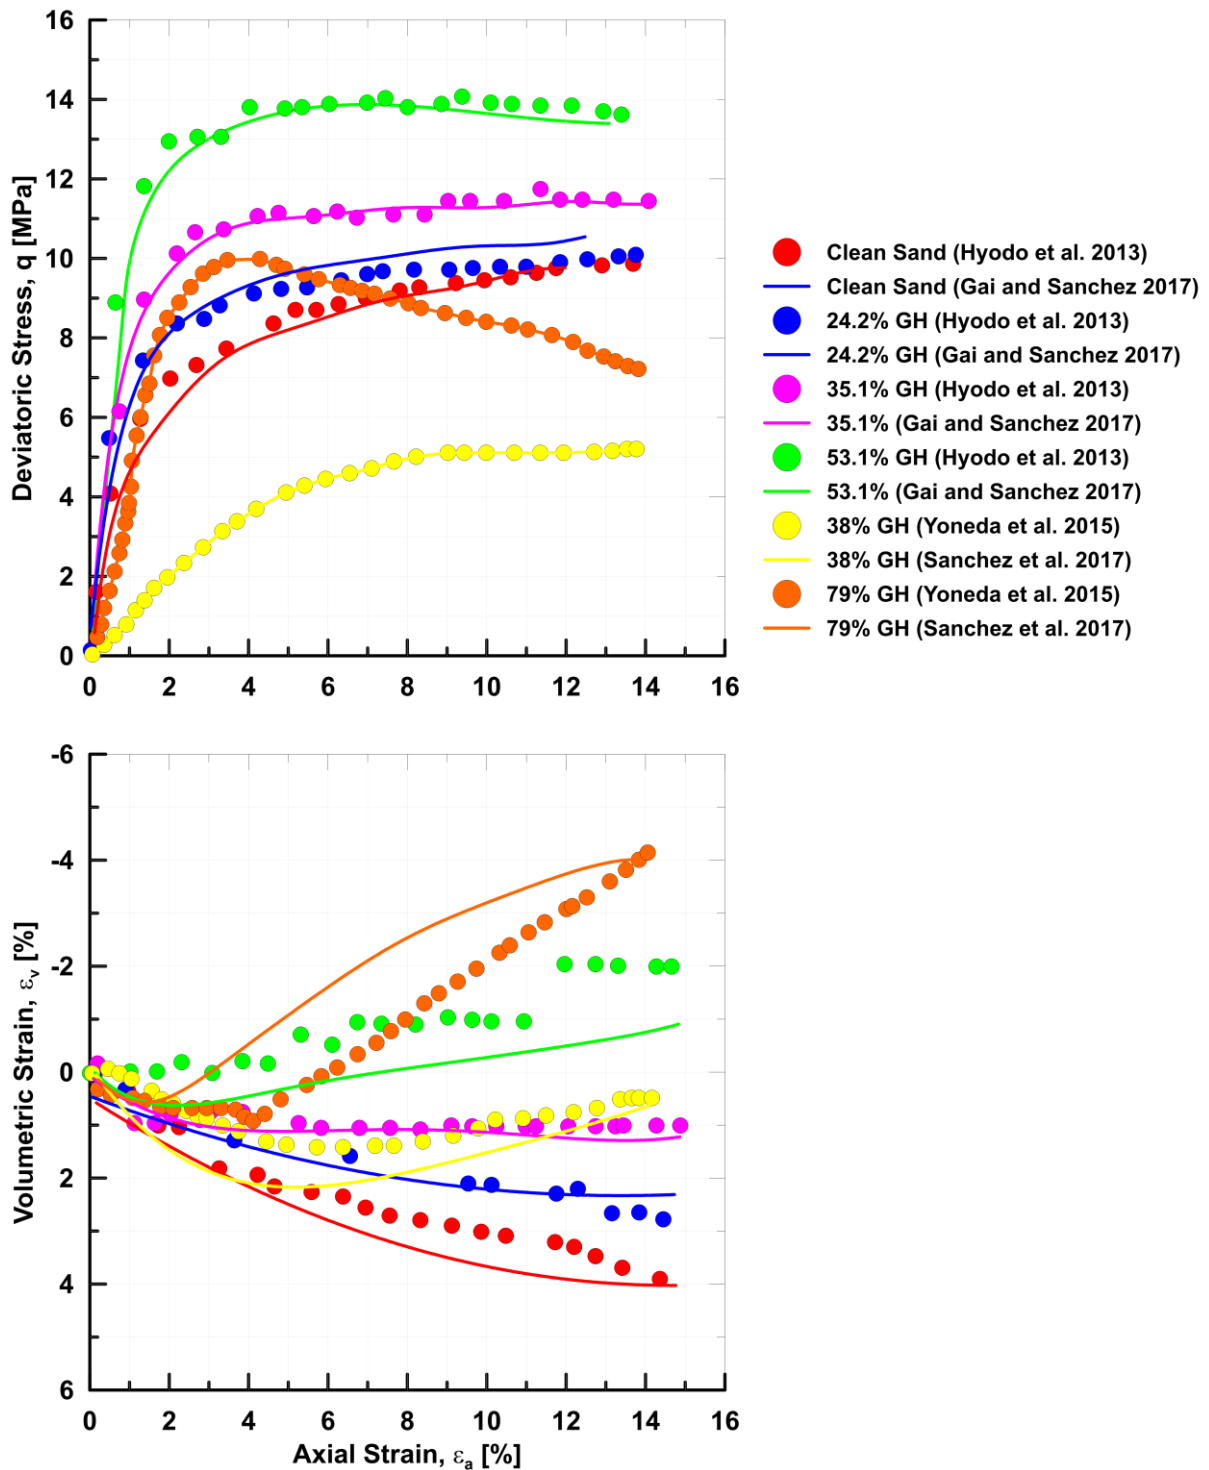 16
14
12
10
8
6
4
2
0
Deviatoric Stress, q [MPa]
0 2 4 6 8 10 12 14 16
Clean Sand (Hyodo et al. 2013)
Clean Sand (Gai and Sanchez 2017)
24.2% GH (Hyodo et al. 2013)
24.2% GH (Gai and Sanchez 2017)
35.1% GH (Hyodo et al. 2013)
35.1% (Gai and Sanchez 2017)
53.1% GH (Hyodo et al. 2013)
53.1% (Gai and Sanchez 2017)
38% GH (Yoneda et al. 2015)
38% GH (Sanchez et al. 2017)
79% GH (Yoneda et al. 2015)
79% GH (Sanchez et al. 2017)
-6
-4
-2
0
2
4
6
Volumetric Strain, εv [%]
0 2 4 6 8 10 12 14 16
Axial Strain, εa [%]